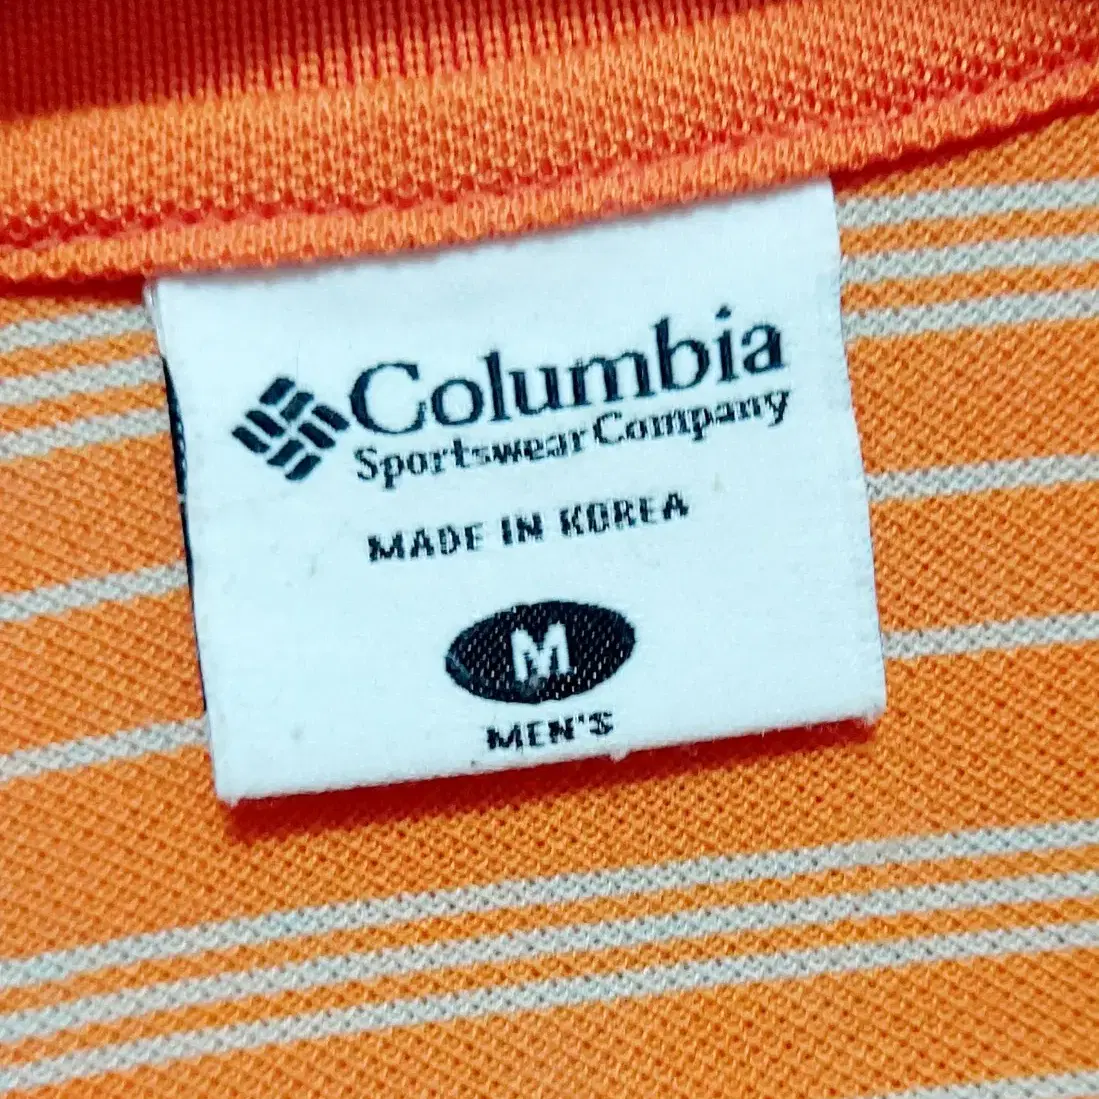 Columbia
Sportswear Company
MADE IN KOREA
M
MEN'S